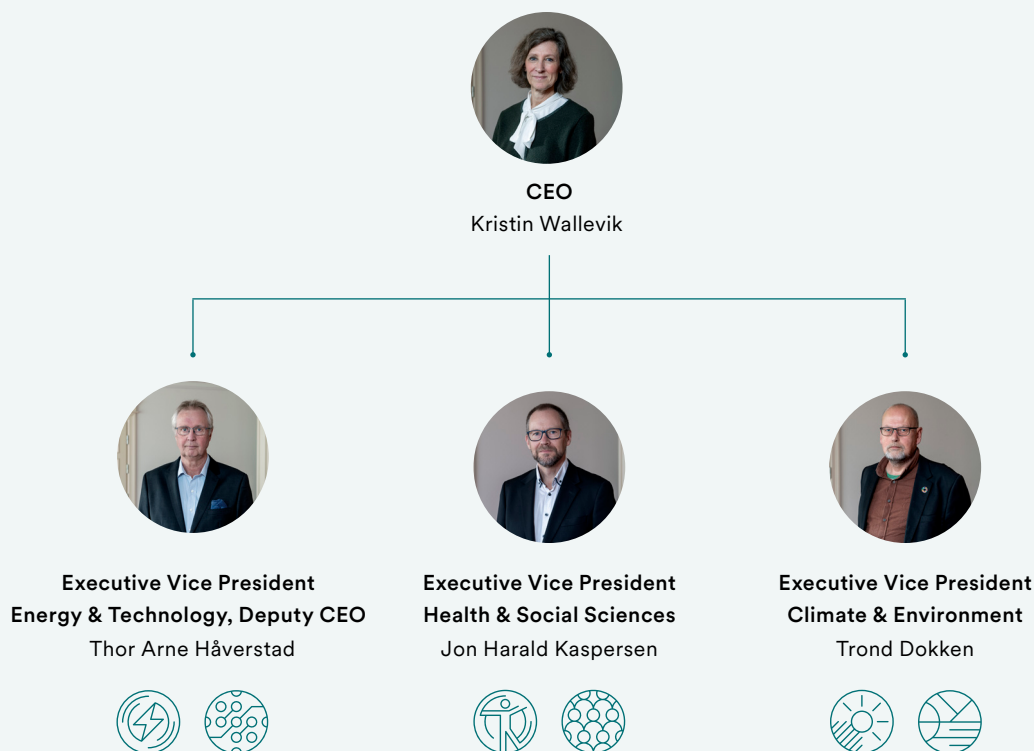 CEO
Kristin Wallevik
Executive Vice President
Energy & Technology, Deputy CEO
Thor Arne Håverstad
Executive Vice President
Health & Social Sciences
Jon Harald Kaspersen
Executive Vice President
Climate & Environment
Trond Dokken